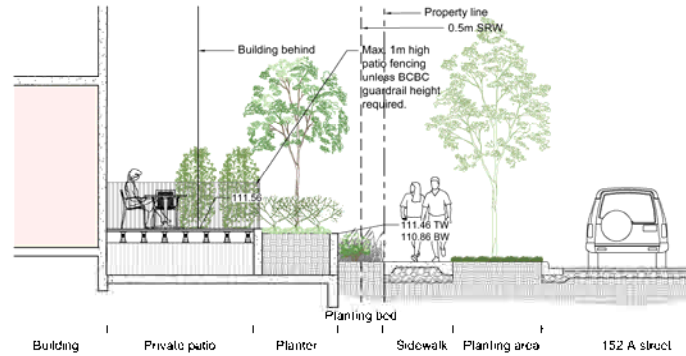 Property line
0.5m SRW
Building behind
Max. 1m high
patio fencing
unless BCBC
guardrail height
required.
111.56
111.46 TW
110.86 BW
Planting bed
Building
Private patio
Planter
Sidewalk
Planting area
152 A street